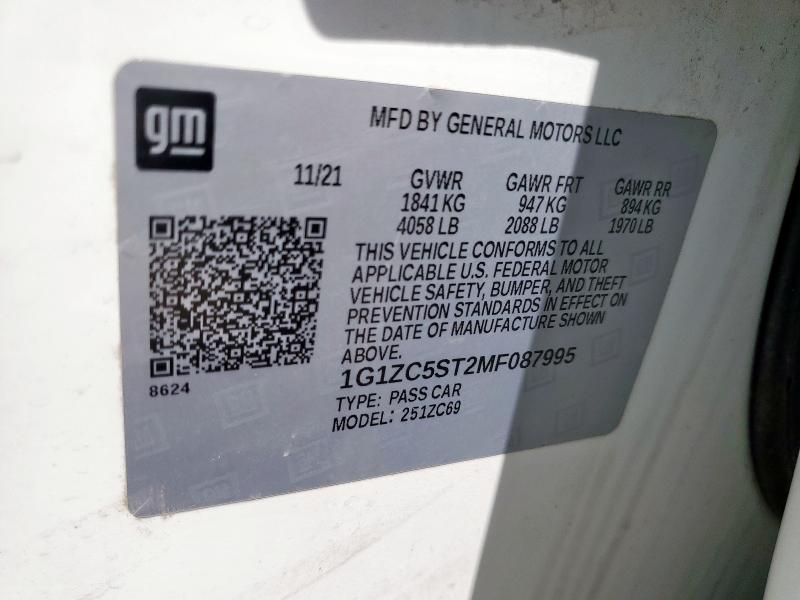 gm
MFD BY GENERAL MOTORS LLC
11/21 GVWR GAWR FRT GAWR RR
1841 KG 947 KG 894 KG
4058 LB 2088 LB 1970 LB
THIS VEHICLE CONFORMS TO ALL
APPLICABLE U.S. FEDERAL MOTOR
VEHICLE SAFETY, BUMPER, AND THEFT
PREVENTION STANDARDS IN EFFECT ON
THE DATE OF MANUFACTURE SHOWN
ABOVE.
8624
1G1ZC5ST2MF087995
TYPE: PASS CAR
MODEL: 251ZC69